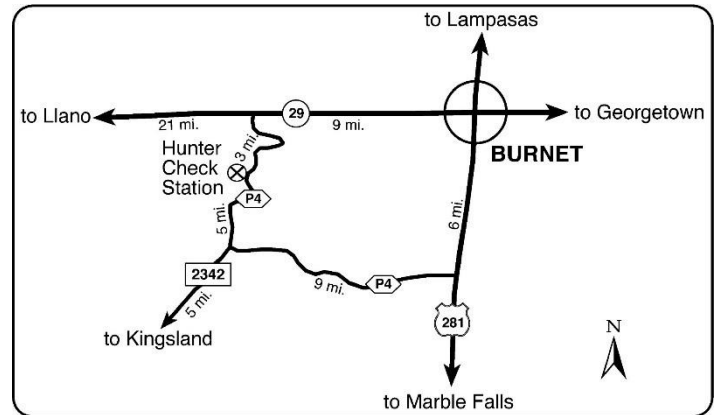 to Lampasas
to Llano
21 mi.
29
9 mi.
to Georgetown
BURNET
Hunter
Check
Station
3 mi.
P4
5 mi.
6 mi.
2342
5 mi.
9 mi.
P4
281
to Kingsland
N
to Marble Falls